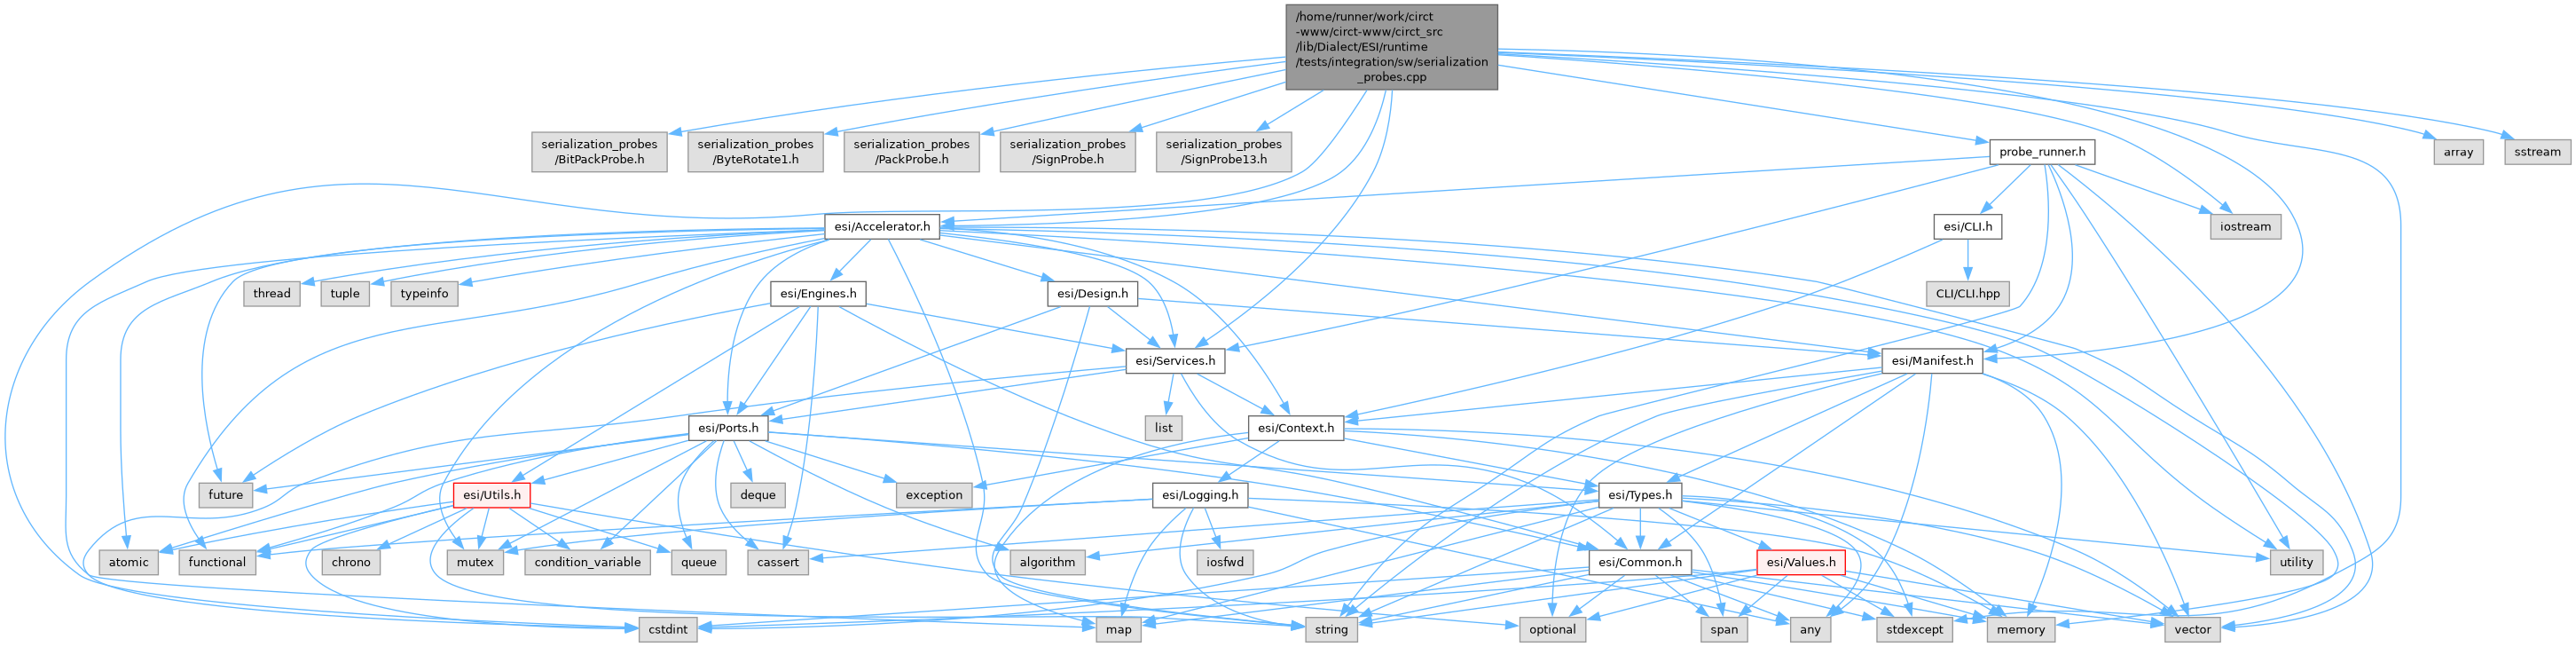 /home/runner/work/circt
-www/circt-www/circt_src
/lib/Dialect/ESI/runtime
/tests/integration/sw/serialization
_probes.cpp
serialization_probes
/BitPackProbe.h
serialization_probes
/ByteRotate1.h
serialization_probes
/PackProbe.h
serialization_probes
/SignProbe.h
serialization_probes
/SignProbe13.h
probe_runner.h
array
sstream
esi/Accelerator.h
esi/CLI.h
iostream
thread
tuple
typeinfo
esi/Engines.h
esi/Design.h
CLI/CLI.hpp
esi/Services.h
esi/Manifest.h
esi/Ports.h
list
esi/Context.h
future
esi/Utils.h
deque
exception
esi/Logging.h
esi/Types.h
atomic
functional
chrono
mutex
condition_variable
queue
cassert
algorithm
iosfwd
esi/Common.h
esi/Values.h
utility
cstdint
map
string
optional
span
any
stdexcept
memory
vector